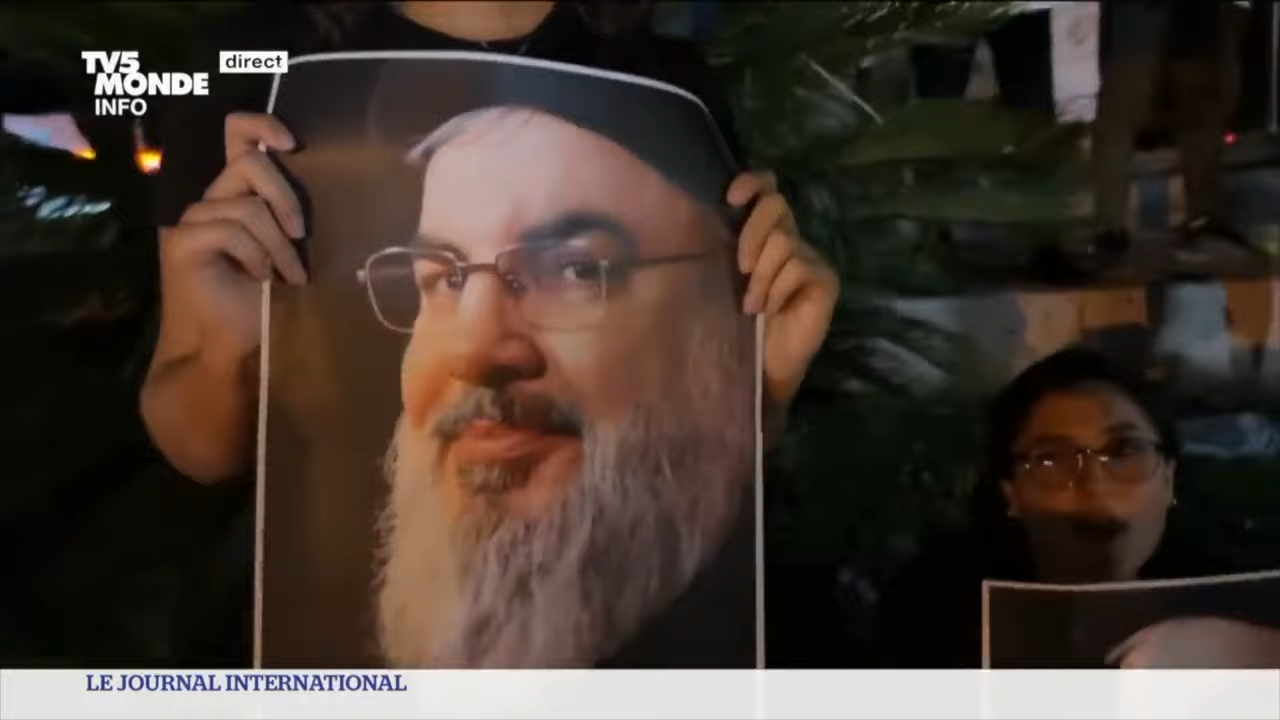 TV5
MONDE
INFO
direct
LE JOURNAL INTERNATIONAL